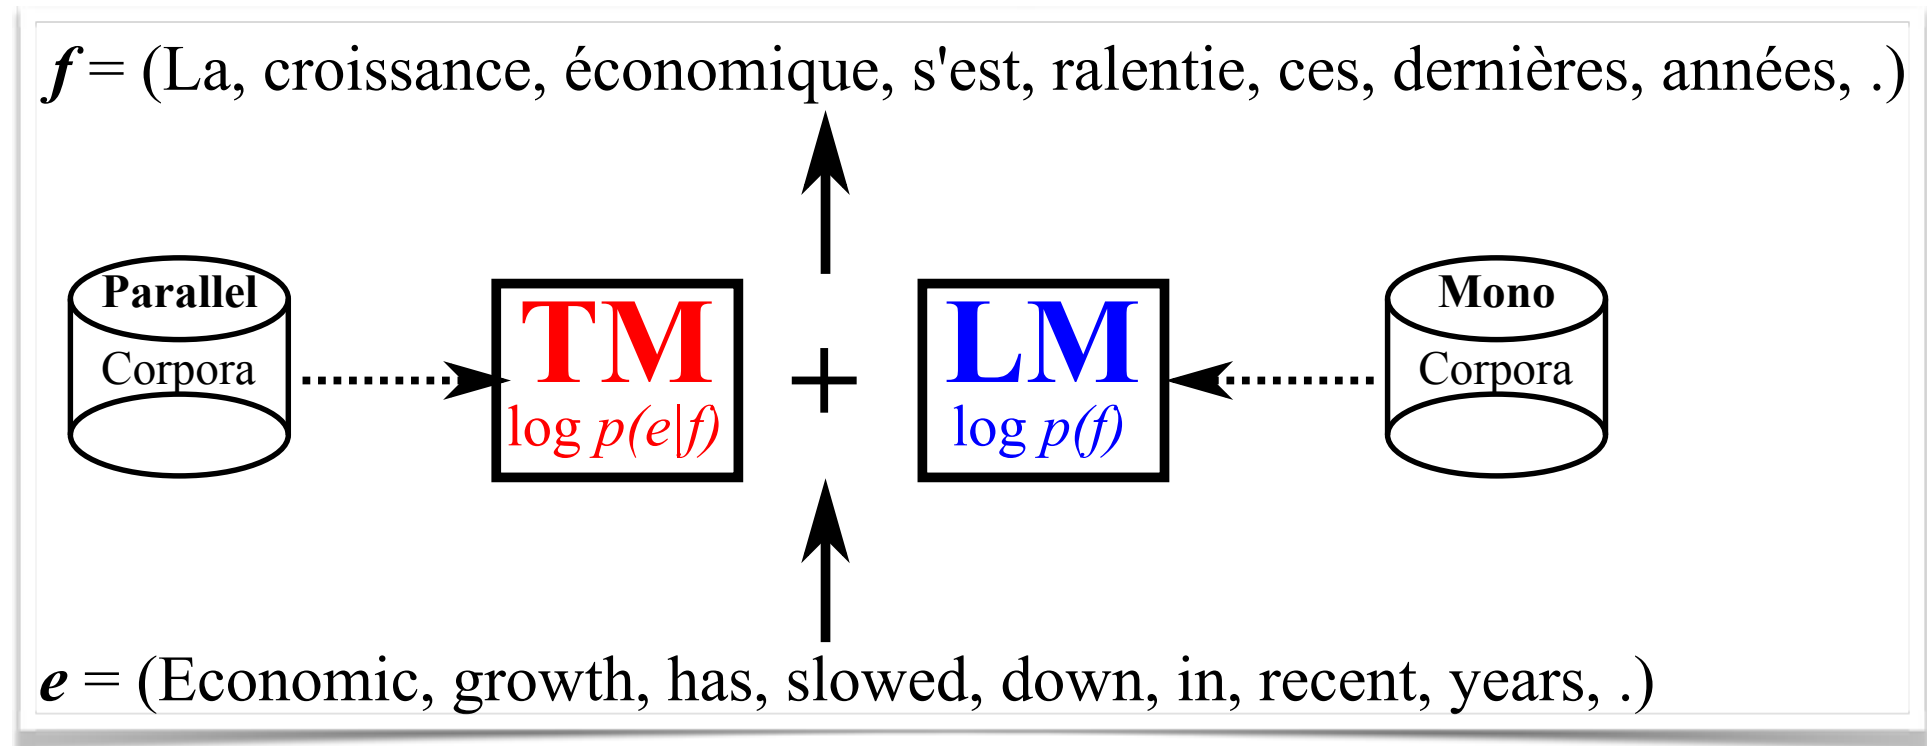 f = (La, croissance, économique, s'est, ralentie, ces, dernières, années, .)
Parallel
Corpora
TM
log p(e|f)
+
LM
log p(f)
Mono
Corpora
e = (Economic, growth, has, slowed, down, in, recent, years, .)